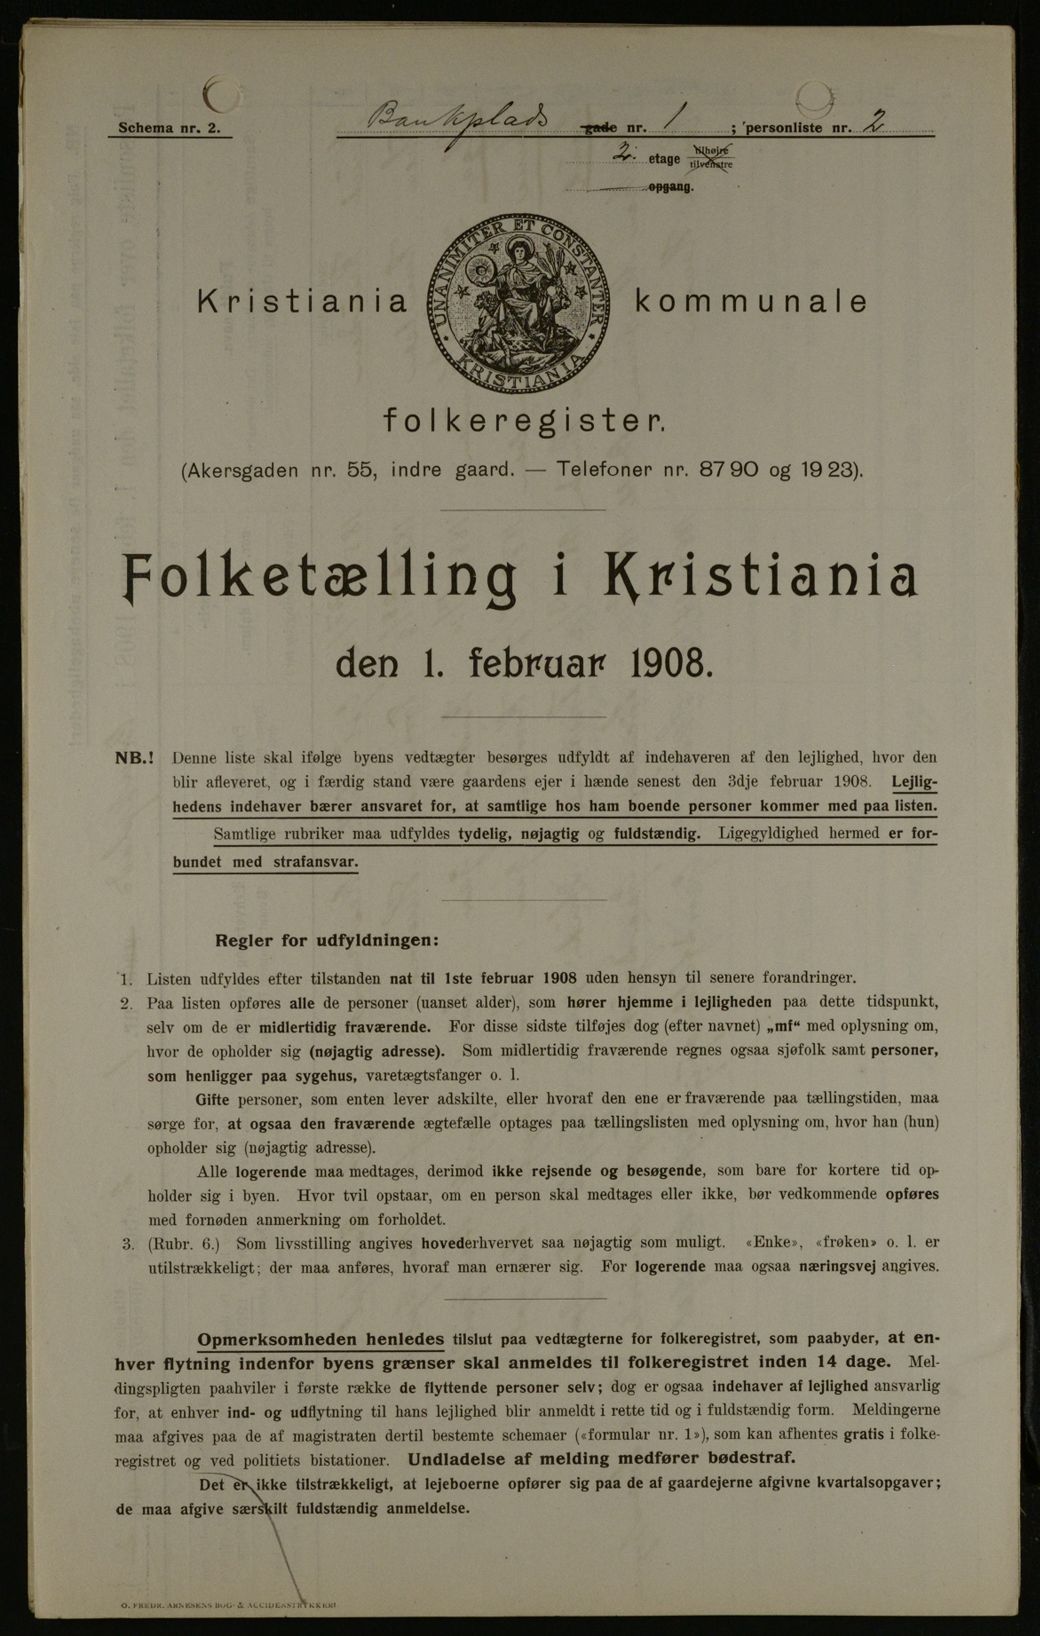 Schema nr. 2.
Bankplads gade nr. 1 ; personliste nr. 2
2. etage tilhøjre
tilvenstre
opgang.
UNANIMITER ET CONSTANTER
KRISTIANIA
Kristiania kommunale
folkeregister.
(Akersgaden nr. 55, indre gaard. — Telefoner nr. 87 90 og 19 23).
Folketælling i Kristiania
den 1. februar 1908.
NB.! Denne liste skal ifølge byens vedtægter besørges udfyldt af indehaveren af den lejlighed, hvor den
blir afleveret, og i færdig stand være gaardens ejer i hænde senest den 3dje februar 1908. Lejlig-
hedens indehaver bærer ansvaret for, at samtlige hos ham boende personer kommer med paa listen.
Samtlige rubriker maa udfyldes tydelig, nøjagtig og fuldstændig. Ligegyldighed hermed er for-
bundet med strafansvar.
Regler for udfyldningen:
1. Listen udfyldes efter tilstanden nat til 1ste februar 1908 uden hensyn til senere forandringer.
2. Paa listen opføres alle de personer (uanset alder), som hører hjemme i lejligheden paa dette tidspunkt,
selv om de er midlertidig fraværende. For disse sidste tilføjes dog (efter navnet) „mf“ med oplysning om,
hvor de opholder sig (nøjagtig adresse). Som midlertidig fraværende regnes ogsaa sjøfolk samt personer,
som henligger paa sygehus, varetægtsfanger o. l.
Gifte personer, som enten lever adskilte, eller hvoraf den ene er fraværende paa tællingstiden, maa
sørge for, at ogsaa den fraværende ægtefælle optages paa tællingslisten med oplysning om, hvor han (hun)
opholder sig (nøjagtig adresse).
Alle logerende maa medtages, derimod ikke rejsende og besøgende, som bare for kortere tid op-
holder sig i byen. Hvor tvil opstaar, om en person skal medtages eller ikke, bør vedkommende opføres
med fornøden anmerkning om forholdet.
3. (Rubr. 6.) Som livsstilling angives hovederhvervet saa nøjagtig som muligt. «Enke», «frøken» o. l. er
utilstrækkeligt; der maa anføres, hvoraf man ernærer sig. For logerende maa ogsaa næringsvej angives.
Opmerksomheden henledes tilslut paa vedtægterne for folkeregistret, som paabyder, at en-
hver flytning indenfor byens grænser skal anmeldes til folkeregistret inden 14 dage. Mel-
dingspligten paahviler i første række de flyttende personer selv; dog er ogsaa indehaver af lejlighed ansvarlig
for, at enhver ind- og udflytning til hans lejlighed blir anmeldt i rette tid og i fuldstændig form. Meldingerne
maa afgives paa de af magistraten dertil bestemte schemaer («formular nr. 1»), som kan afhentes gratis i folke-
registret og ved politiets bistationer. Undladelse af melding medfører bødestraf.
Det er ikke tilstrækkeligt, at lejeboerne opfører sig paa de af gaardejerne afgivne kvartalsopgaver;
de maa afgive særskilt fuldstændig anmeldelse.
O. FREDR. ARNESENS BOG- & ACCIDENSTRYKKERI